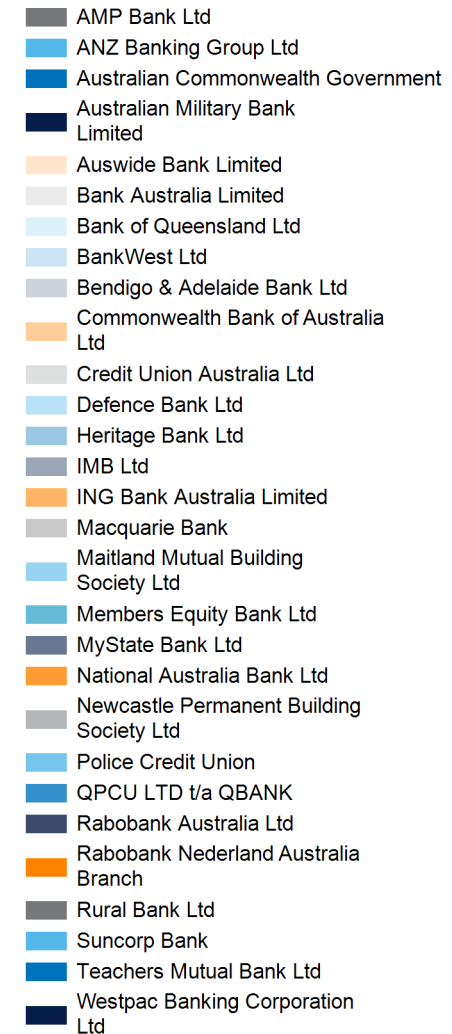 AMP Bank Ltd
ANZ Banking Group Ltd
Australian Commonwealth Government
Australian Military Bank
Limited
Auswide Bank Limited
Bank Australia Limited
Bank of Queensland Ltd
BankWest Ltd
Bendigo & Adelaide Bank Ltd
Commonwealth Bank of Australia
Ltd
Credit Union Australia Ltd
Defence Bank Ltd
Heritage Bank Ltd
IMB Ltd
ING Bank Australia Limited
Macquarie Bank
Maitland Mutual Building
Society Ltd
Members Equity Bank Ltd
MyState Bank Ltd
National Australia Bank Ltd
Newcastle Permanent Building
Society Ltd
Police Credit Union
QPCU LTD t/a QBANK
Rabobank Australia Ltd
Rabobank Nederland Australia
Branch
Rural Bank Ltd
Suncorp Bank
Teachers Mutual Bank Ltd
Westpac Banking Corporation
Ltd